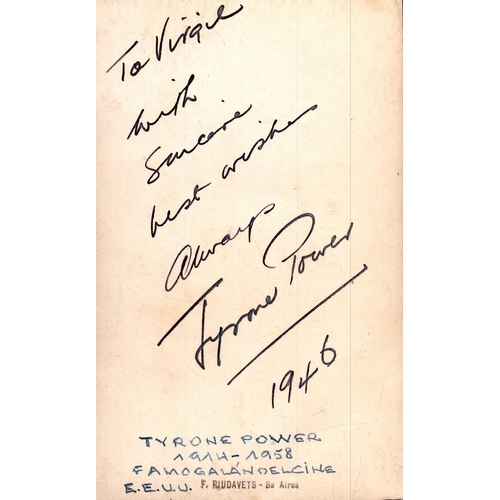 To Virgil
with
sincere
best wishes
Always
Tyrone Power
1946
TYRONE POWER
1914-1958
FAMOGALANDELCINE
E.E.U.U. F. RIUDAVETS - Bs Aires